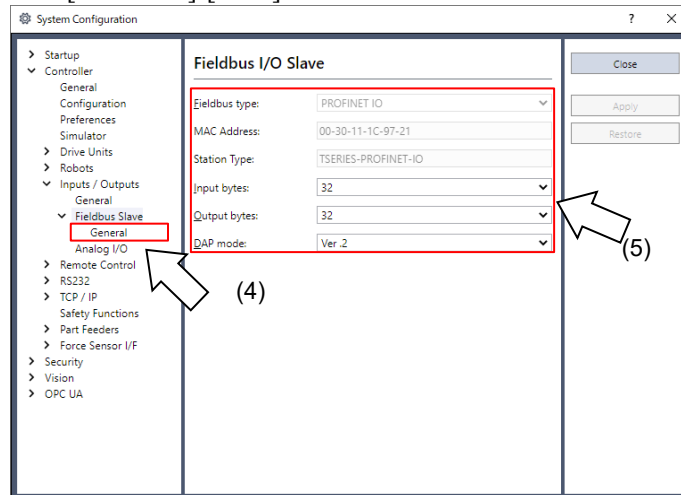 System Configuration
?
Startup
Controller
General
Configuration
Preferences
Simulator
Drive Units
Robots
Inputs / Outputs
General
Fieldbus Slave
General
Analog I/O
Remote Control
RS232
TCP / IP
Safety Functions
Part Feeders
Force Sensor I/F
Security
Vision
OPC UA
(4)
Fieldbus I/O Slave
Fieldbus type: PROFINET IO
MAC Address: 00-30-11-1C-97-21
Station Type: TSERIES-PROFINET-IO
Input bytes: 32
Output bytes: 32
DAP mode: Ver .2
(5)
Close
Apply
Restore